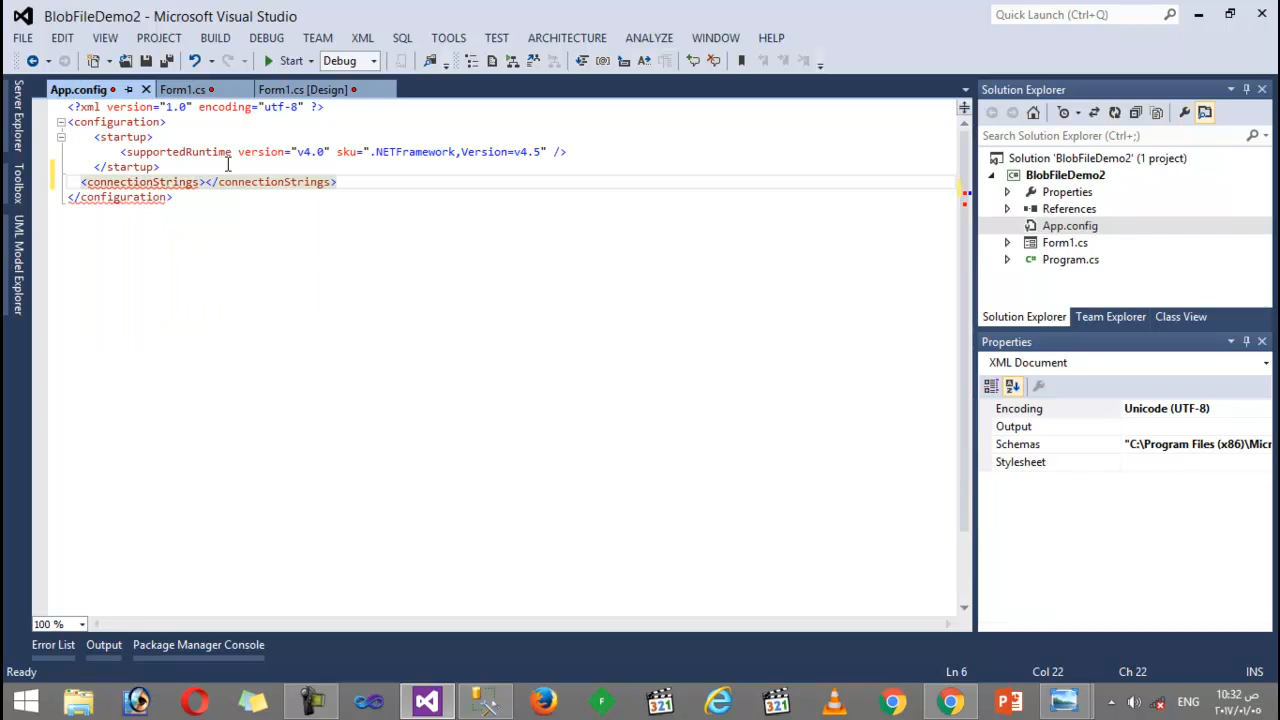 BlobFileDemo2 - Microsoft Visual Studio
Quick Launch (Ctrl+Q)
FILE EDIT VIEW PROJECT BUILD DEBUG TEAM XML SQL TOOLS TEST ARCHITECTURE ANALYZE WINDOW HELP
Start Debug
Server Explorer
Toolbox
UML Model Explorer
App.config Form1.cs Form1.cs [Design]
<?xml version="1.0" encoding="utf-8" ?>
<configuration>
<startup>
<supportedRuntime version="v4.0" sku=".NETFramework,Version=v4.5" />
</startup>
<connectionStrings></connectionStrings>
</configuration>
100 %
Solution Explorer
Search Solution Explorer (Ctrl+;)
Solution 'BlobFileDemo2' (1 project)
BlobFileDemo2
Properties
References
App.config
Form1.cs
Program.cs
Solution Explorer Team Explorer Class View
Properties
XML Document
Encoding Unicode (UTF-8)
Output
Schemas "C:\Program Files (x86)\Micr
Stylesheet
Error List Output Package Manager Console
Ready Ln 6 Col 22 Ch 22 INS
321 321 ENG
10:32 ص